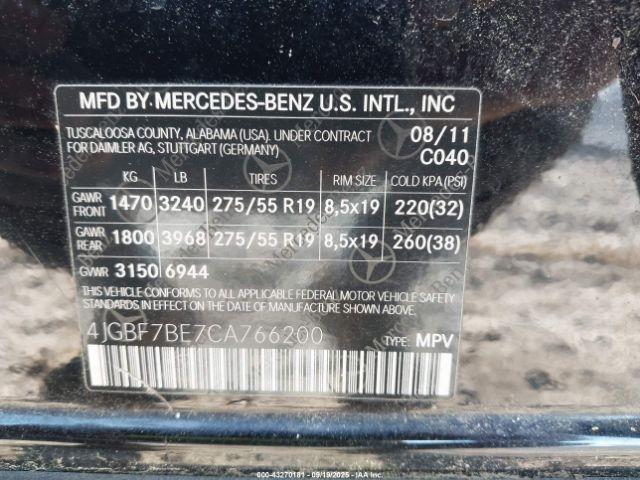 MFD BY MERCEDES-BENZ U.S. INTL., INC
TUSCALOOSA COUNTY, ALABAMA (USA). UNDER CONTRACT 08/11
FOR DAIMLER AG, STUTTGART (GERMANY) C040
KG LB TIRES RIM SIZE COLD KPA (PSI)
GAWR FRONT 1470 3240 275/55 R19 8,5x19 220(32)
GAWR REAR 1800 3968 275/55 R19 8,5x19 260(38)
GVWR 3150 6944
THIS VEHICLE CONFORMS TO ALL APPLICABLE FEDERAL MOTOR VEHICLE SAFETY
STANDARDS IN EFFECT ON THE DATE OF MANUFACTURE SHOWN ABOVE.
4JGBF7BE7CA766200 TYPE: MPV
000-43270181 - 09/19/2025 - IAAI.COM